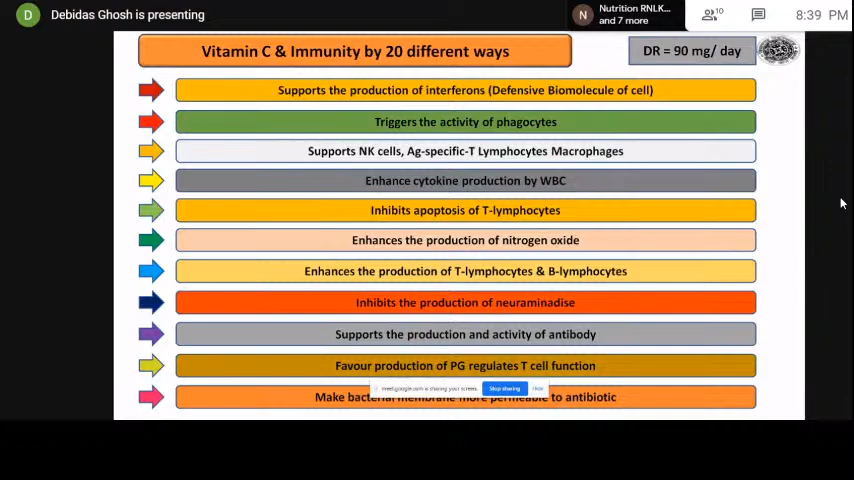 D
Debidas Ghosh is presenting
N
Nutrition RNLK...
and 7 more
10
8:39 PM
Vitamin C & Immunity by 20 different ways
DR = 90 mg/ day
Supports the production of interferons (Defensive Biomolecule of cell)
Triggers the activity of phagocytes
Supports NK cells, Ag-specific-T Lymphocytes Macrophages
Enhance cytokine production by WBC
Inhibits apoptosis of T-lymphocytes
Enhances the production of nitrogen oxide
Enhances the production of T-lymphocytes & B-lymphocytes
Inhibits the production of neuraminadise
Supports the production and activity of antibody
Favour production of PG regulates T cell function
meet.google.com is sharing your screen.
Stop sharing
Hide
Make bacterial membrane more permeable to antibiotic